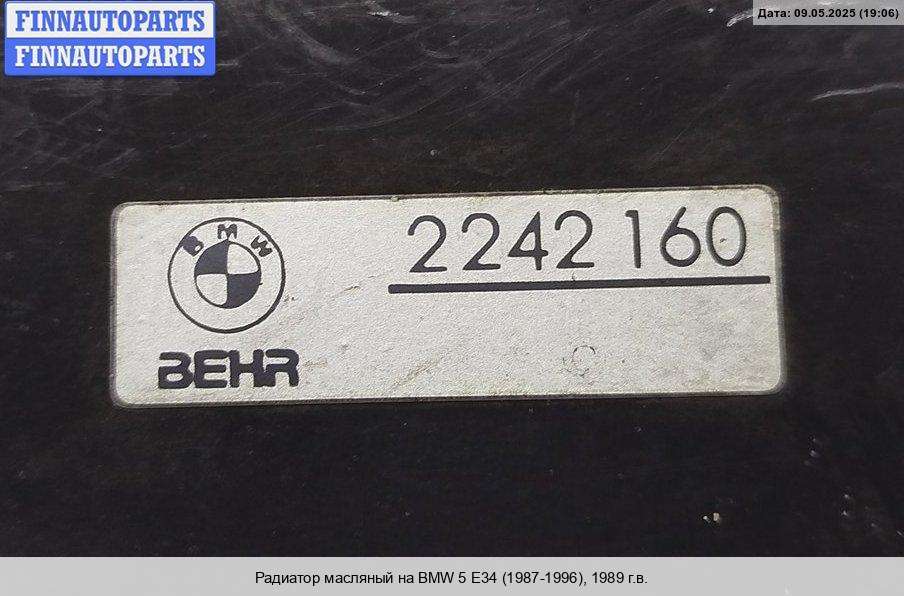 FINNAUTOPARTS
FINNAUTOPARTS
Дата: 09.05.2025 (19:06)
BMW
2242 160
BEHR
Радиатор масляный на BMW 5 E34 (1987-1996), 1989 г.в.